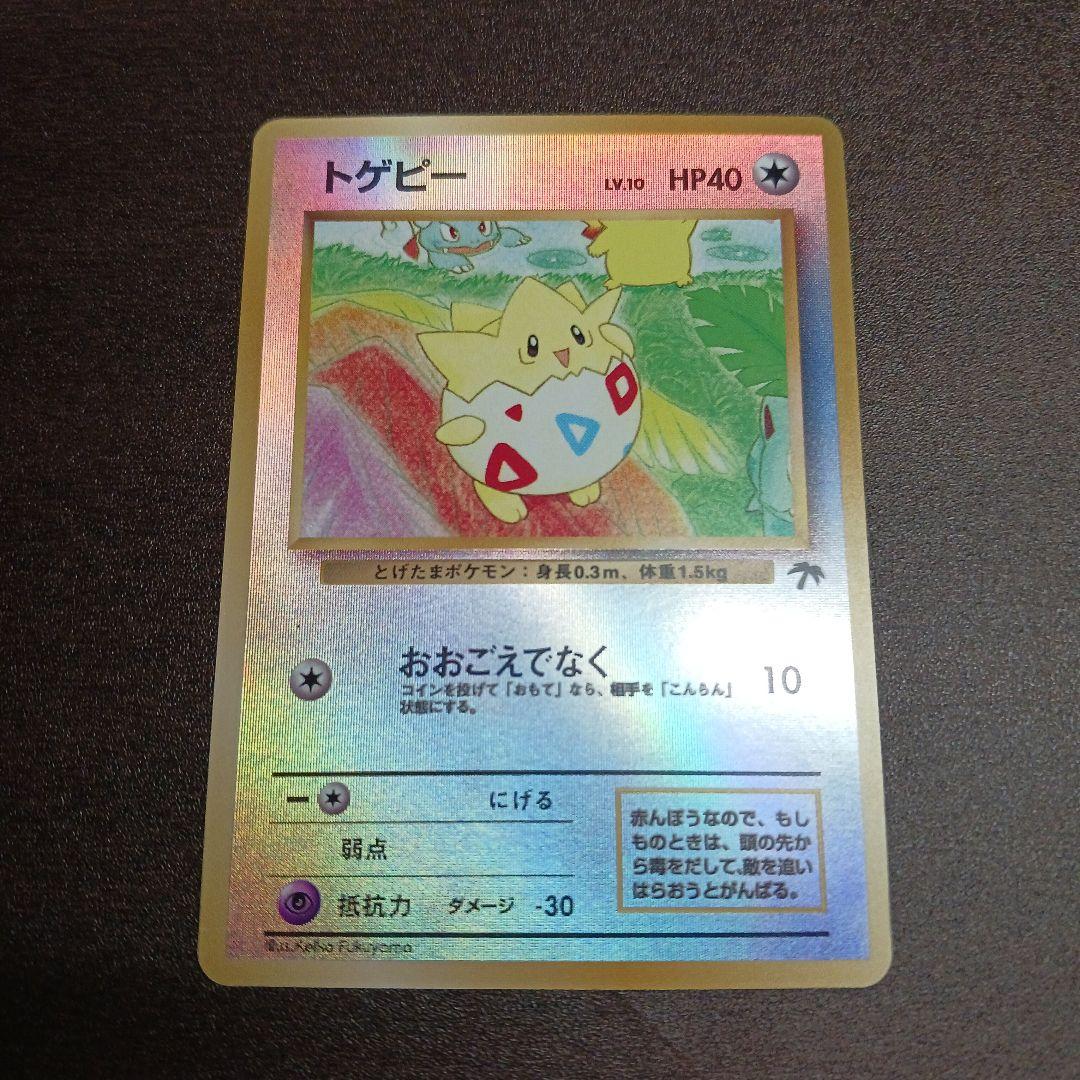 トゲピー LV.10 HP40
とげたまポケモン：身長0.3m、体重1.5kg
おおごえでなく 10
コインを投げて「おもて」なら、相手を「こんらん」
状態にする。
ー にげる
弱点
抵抗力 ダメージ -30
赤んぼうなので、もし
ものときは、頭の先か
ら毒をだして、敵を追い
はらおうとがんばる。
Keiko Fukuyama